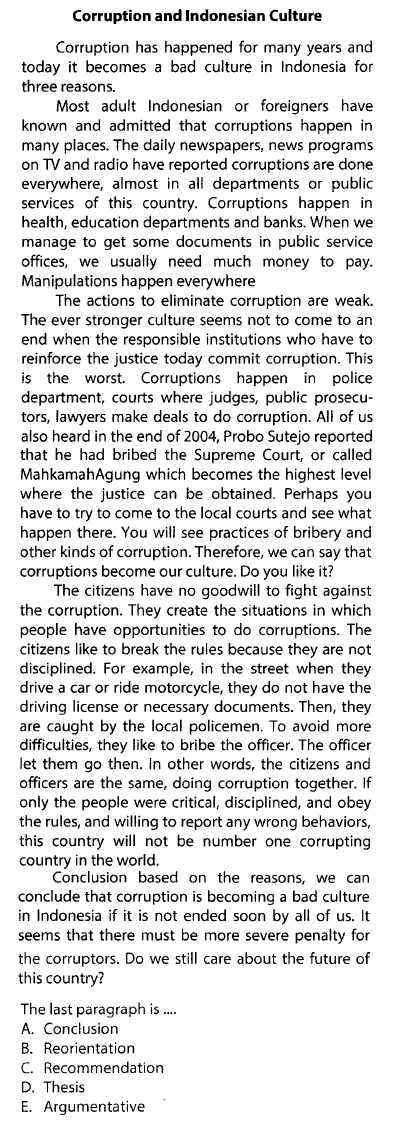 Corruption and Indonesian Culture
Corruption has happened for many years and
today it becomes a bad culture in Indonesia for
three reasons.
Most adult Indonesian or foreigners have
known and admitted that corruptions happen in
many places. The daily newspapers, news programs
on TV and radio have reported corruptions are done
everywhere, almost in all departments or public
services of this country. Corruptions happen in
health, education departments and banks. When we
manage to get some documents in public service
offices, we usually need much money to pay.
Manipulations happen everywhere
The actions to eliminate corruption are weak.
The ever stronger culture seems not to come to an
end when the responsible institutions who have to
reinforce the justice today commit corruption. This
is the worst. Corruptions happen in police
department, courts where judges, public prosecu-
tors, lawyers make deals to do corruption. All of us
also heard in the end of 2004, Probo Sutejo reported
that he had bribed the Supreme Court, or called
MahkamahAgung which becomes the highest level
where the justice can be obtained. Perhaps you
have to try to come to the local courts and see what
happen there. You will see practices of bribery and
other kinds of corruption. Therefore, we can say that
corruptions become our culture. Do you like it?
The citizens have no goodwill to fight against
the corruption. They create the situations in which
people have opportunities to do corruptions. The
citizens like to break the rules because they are not
disciplined. For example, in the street when they
drive a car or ride motorcycle, they do not have the
driving license or necessary documents. Then, they
are caught by the local policemen. To avoid more
difficulties, they like to bribe the officer. The officer
let them go then. In other words, the citizens and
officers are the same, doing corruption together. If
only the people were critical, disciplined, and obey
the rules, and willing to report any wrong behaviors,
this country will not be number one corrupting
country in the world.
Conclusion based on the reasons, we can
conclude that corruption is becoming a bad culture
in Indonesia if it is not ended soon by all of us. It
seems that there must be more severe penalty for
the corruptors. Do we still care about the future of
this country?
The last paragraph is ....
A. Conclusion
B. Reorientation
C. Recommendation
D. Thesis
E. Argumentative